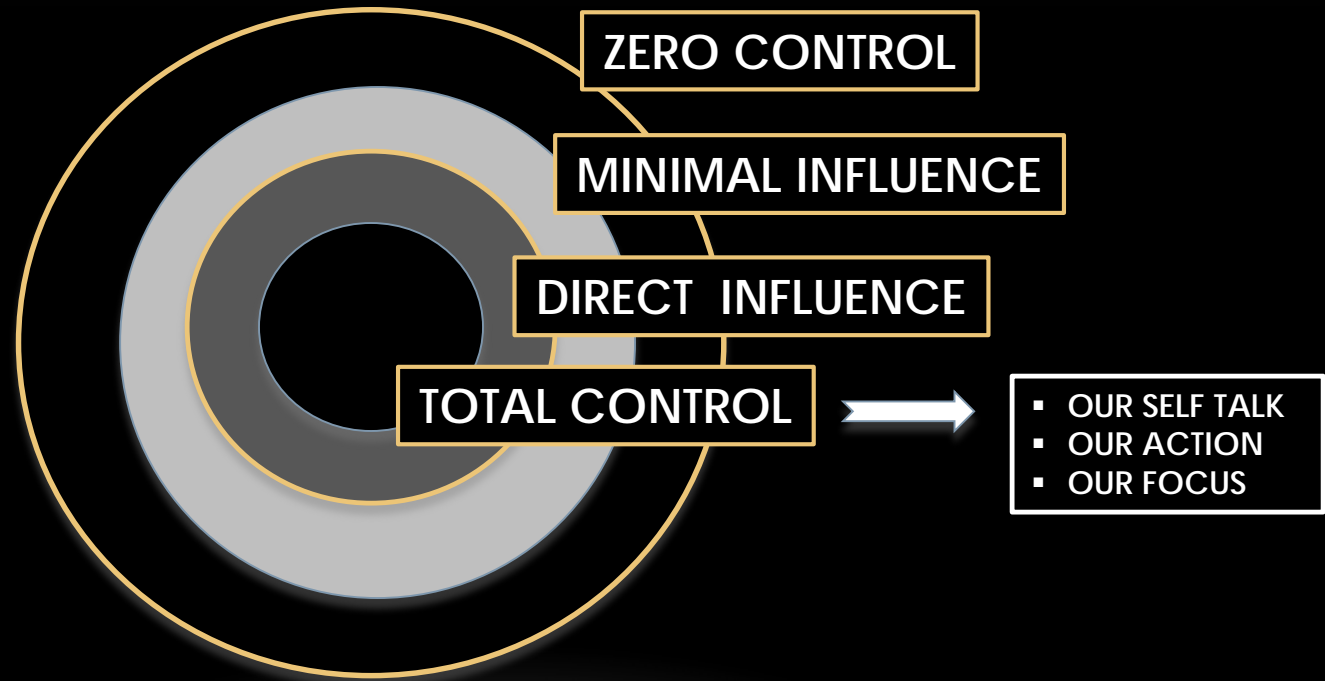 ZERO CONTROL
MINIMAL INFLUENCE
DIRECT  INFLUENCE
TOTAL CONTROL
▪ OUR SELF TALK
▪ OUR ACTION
▪ OUR FOCUS